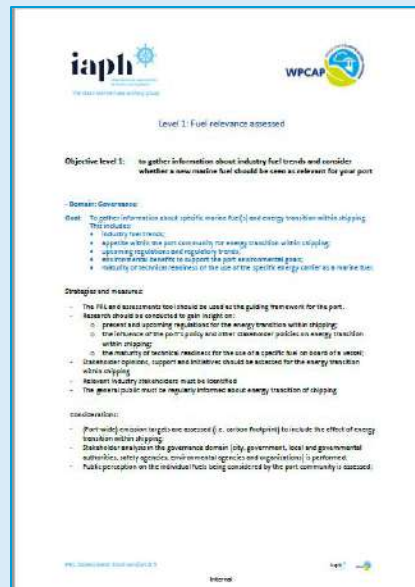 iaph
WPCAP
Level 1: Fuel relevance assessed
Objective level 1: to gather information about industry fuel trends and consider
whether a new marine fuel should be seen as relevant for your port
- Domain: Governance
Goal: To gather information about specific marine fuel(s) and energy transition within shipping.
This includes:
• industry fuel trends;
• appetite within the port community for energy transition within shipping;
• upcoming regulations and regulatory trends;
• environmental benefits to support the port environmental goals;
• maturity of technical readiness of the use of the specific energy carrier as a marine fuel.
Strategies and measures:
- The PRL and assessments tool should be used as the guiding framework for the port.
- Research should be conducted to gain insight on:
o present and upcoming regulations for the energy transition within shipping;
o the influence of the port's policy and other stakeholder policies on energy transition
within shipping;
o the maturity of technical readiness for the use of a specific fuel on board of a vessel;
- Stakeholder opinions, support and initiatives should be assessed for the energy transition
within shipping
- Relevant industry stakeholders must be identified
- The general public must be regularly informed about energy transition of shipping
Considerations:
- (Port-wide) emission targets are assessed (i.e. carbon footprint) to include the effect of energy
transition within shipping;
- Stakeholder analysis in the governance domain (city, government, local and governmental
authorities, safety agencies, environmental agencies and organisations) is performed.
- Public perception on the individual fuels being considered by the port community is assessed.
iaph
Internal